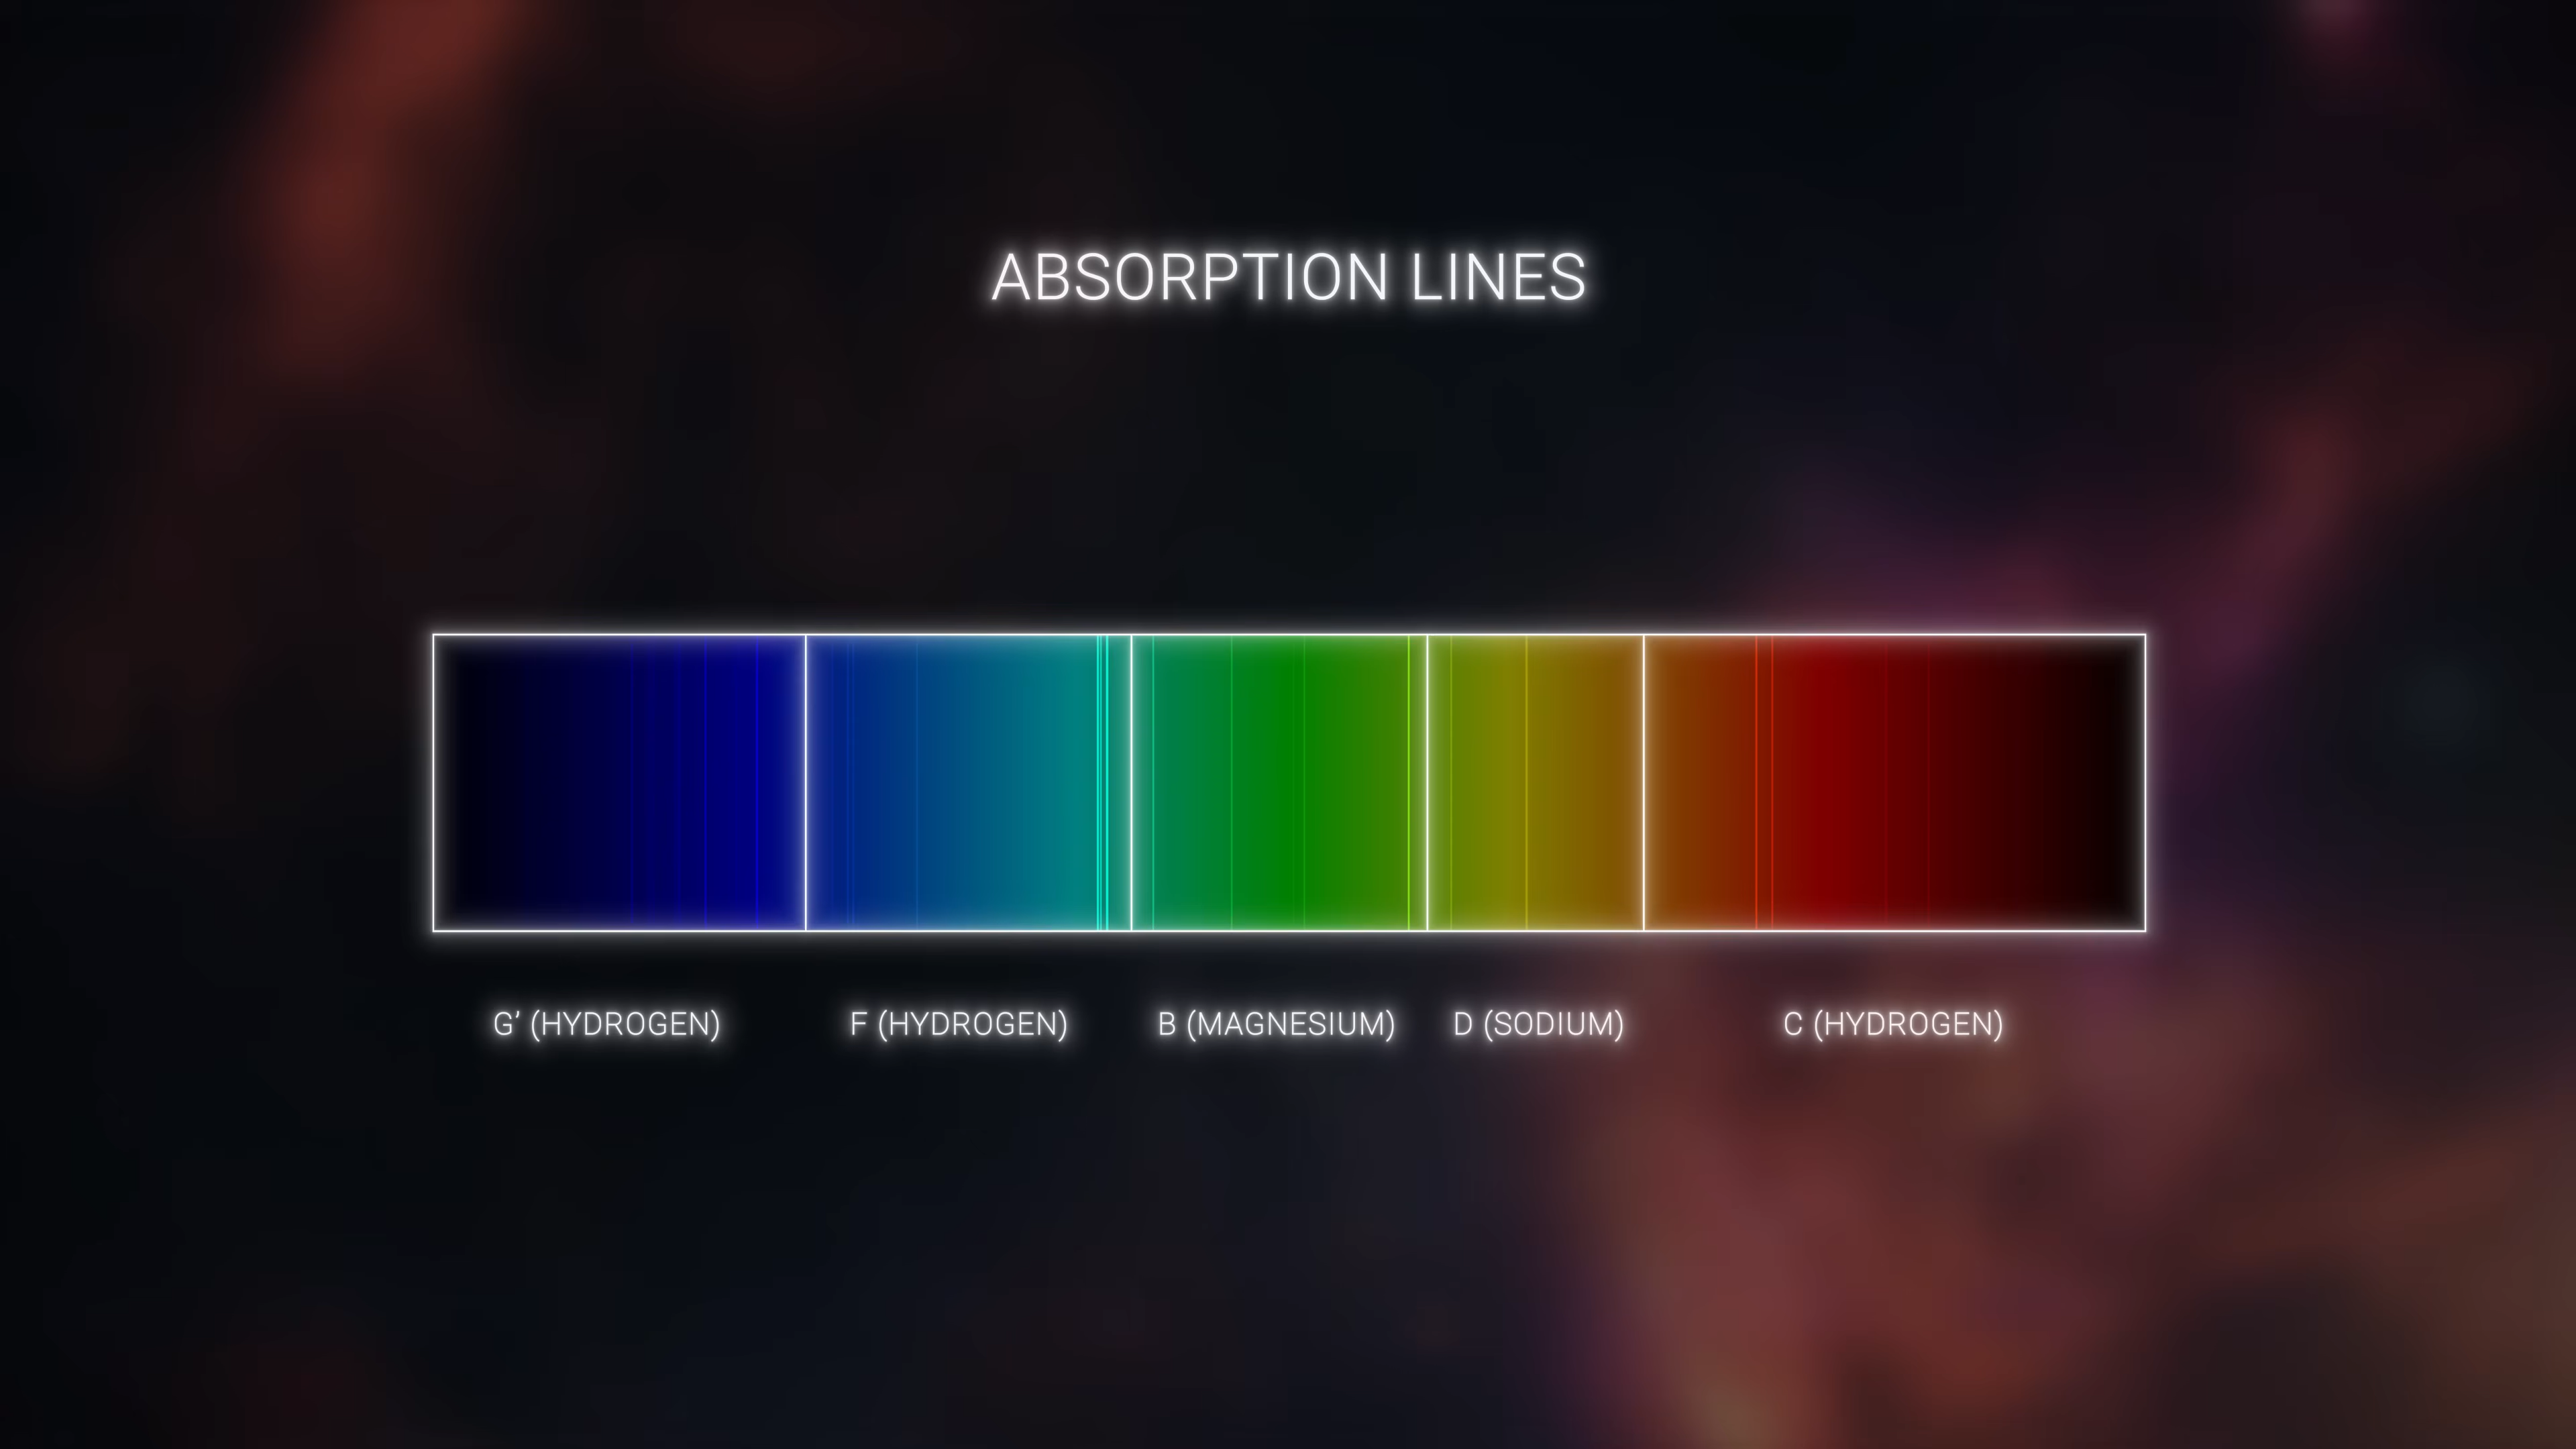 ABSORPTION LINES
G’ (HYDROGEN) F (HYDROGEN) B (MAGNESIUM) D (SODIUM) C (HYDROGEN)